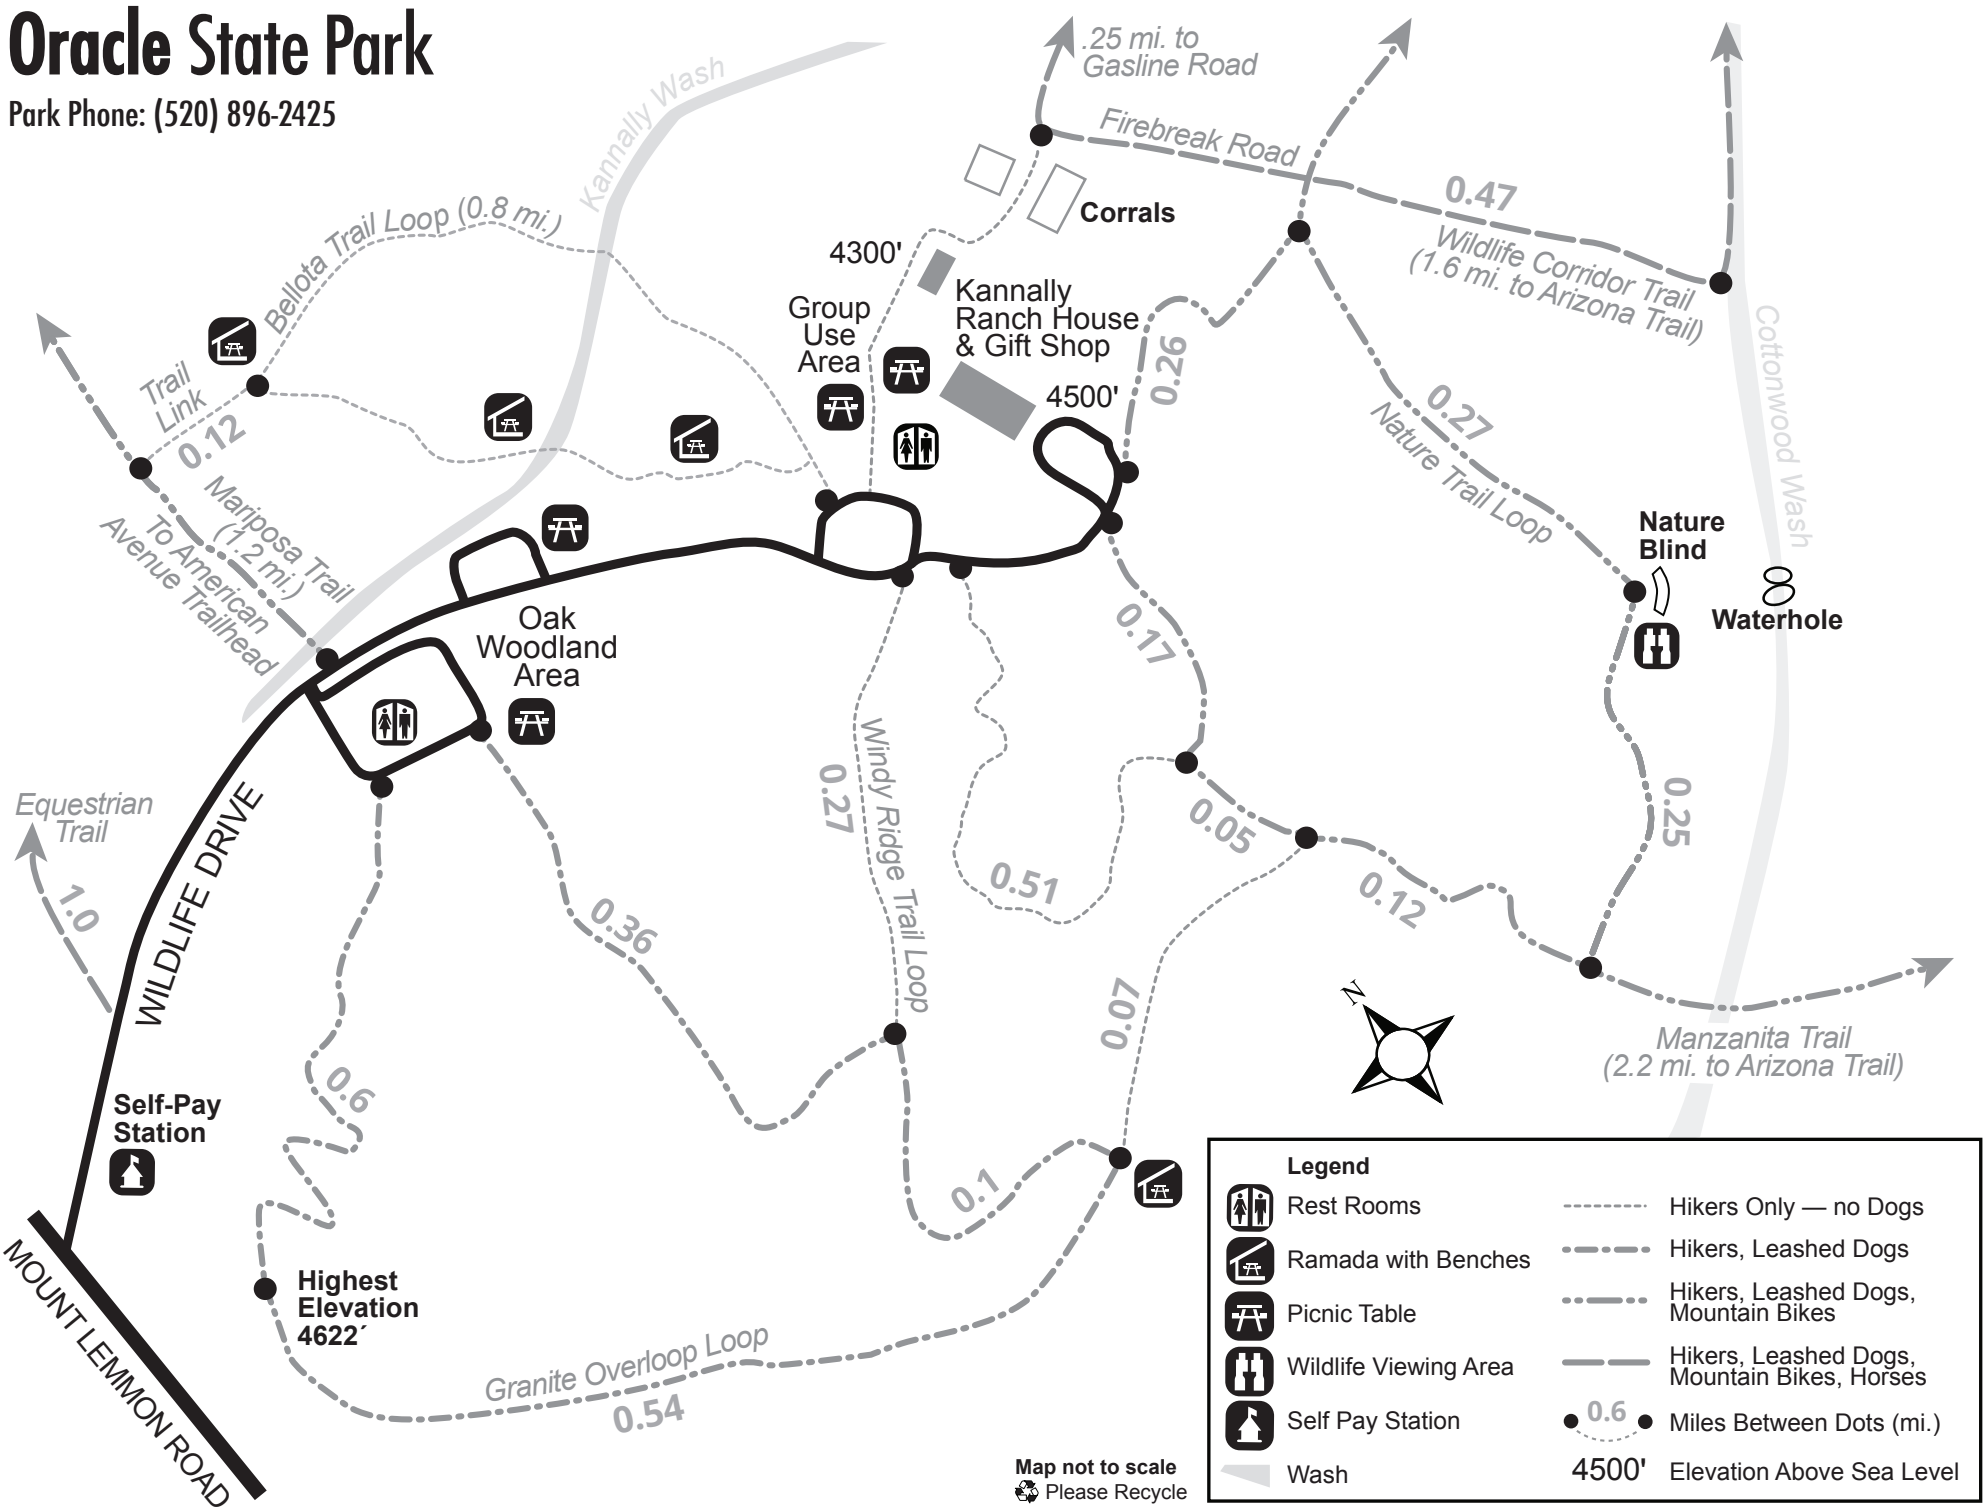 Oracle State Park
Park Phone: (520) 896-2425
Kannally Wash
.25 mi. to
Gasline Road
Firebreak Road
Corrals
0.47
Wildlife Corridor Trail
(1.6 mi. to Arizona Trail)
Bellota Trail Loop (0.8 mi.)
4300'
Kannally
Ranch House
& Gift Shop
Group
Use
Area
4500'
0.26
Trail
Link
0.12
0.27
Nature Trail Loop
Cottonwood Wash
Mariposa Trail
(1.2 mi.)
To American
Avenue Trailhead
Nature
Blind
Waterhole
Oak
Woodland
Area
0.17
Windy Ridge Trail Loop
0.27
Equestrian
Trail
1.0
WILDLIFE DRIVE
0.05
0.25
0.51
0.12
0.36
0.07
N
Manzanita Trail
(2.2 mi. to Arizona Trail)
0.6
Self-Pay
Station
0.1
Highest
Elevation
4622´
MOUNT LEMMON ROAD
Granite Overloop Loop
0.54
Map not to scale
Please Recycle
Legend
Rest Rooms
Ramada with Benches
Picnic Table
Wildlife Viewing Area
Self Pay Station
Wash
Hikers Only — no Dogs
Hikers, Leashed Dogs
Hikers, Leashed Dogs,
Mountain Bikes
Hikers, Leashed Dogs,
Mountain Bikes, Horses
0.6 Miles Between Dots (mi.)
4500' Elevation Above Sea Level